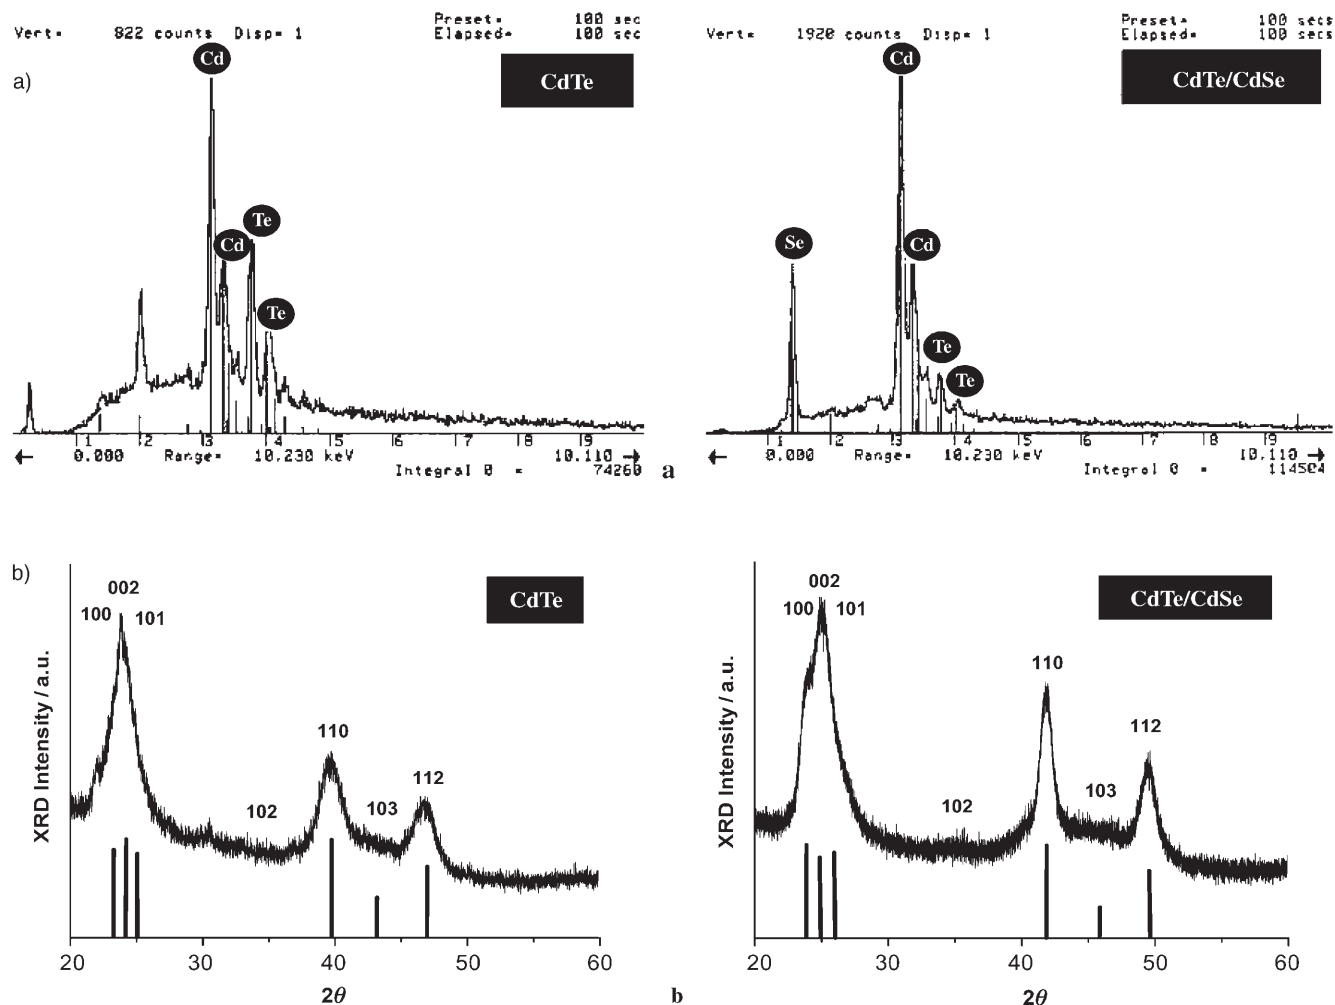 Preset= 100 sec
Vert= 822 counts Disp= 1 Elapsed= 100 sec
a)
CdTe
Cd
Te
Cd
Te
1 2 3 4 5 6 7 8 9
0.000 Range= 10.230 keV 10.110
Integral 0 = 74260
Preset= 100 secs
Vert= 1920 counts Disp= 1 Elapsed= 100 secs
CdTe/CdSe
Cd
Se
Cd
Te
Te
1 2 3 4 5 6 7 8 9
0.000 Range= 10.230 keV 10.110
Integral 0 = 114504
a
b)
CdTe
002
100 101
110
112
102 103
XRD Intensity / a.u.
20 30 40 50 60
2θ
CdTe/CdSe
002
100 101
110
112
102 103
XRD Intensity / a.u.
20 30 40 50 60
2θ
b